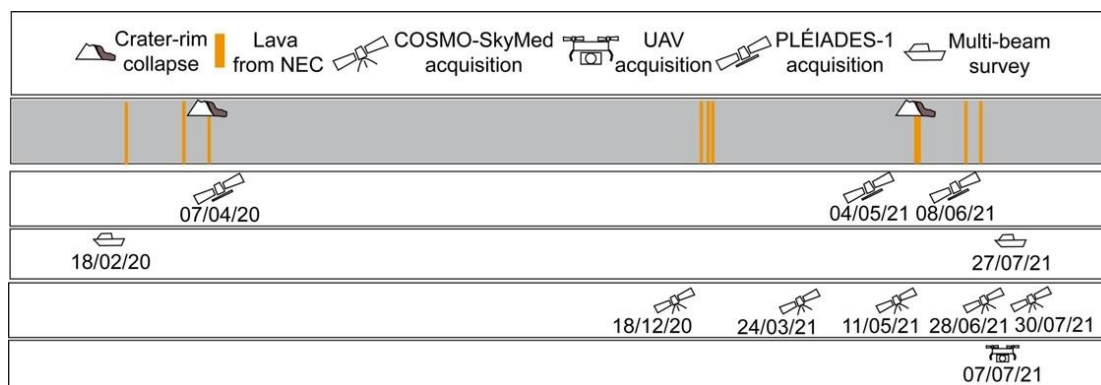 Crater-rim collapse
Lava from NEC
COSMO-SkyMed acquisition
UAV acquisition
PLÉIADES-1 acquisition
Multi-beam survey
07/04/20 04/05/21 08/06/21
18/02/20 27/07/21
18/12/20 24/03/21 11/05/21 28/06/21 30/07/21
07/07/21